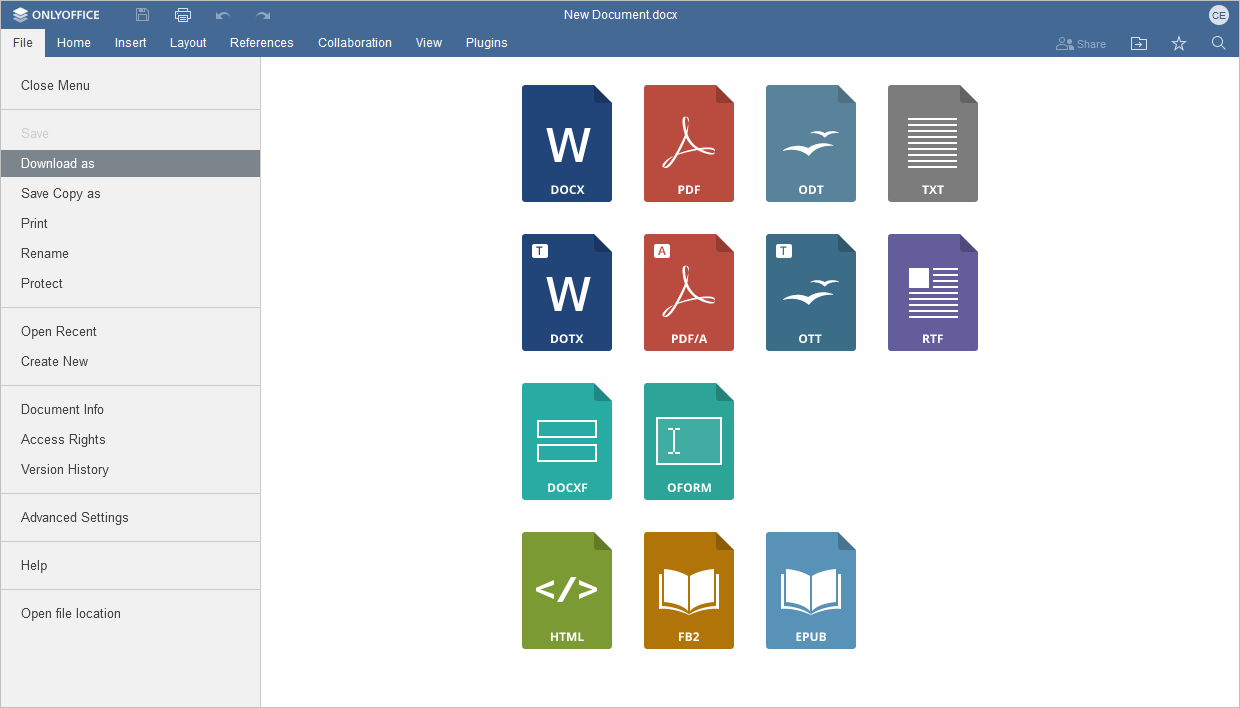 ONLYOFFICE
New Document.docx
CE
File Home Insert Layout References Collaboration View Plugins
Share
Close Menu
Save
Download as
Save Copy as
Print
Rename
Protect
Open Recent
Create New
Document Info
Access Rights
Version History
Advanced Settings
Help
Open file location
W
DOCX
PDF
ODT
TXT
T
W
DOTX
A
PDF/A
T
OTT
RTF
DOCXF
OFORM
</>
HTML
FB2
EPUB